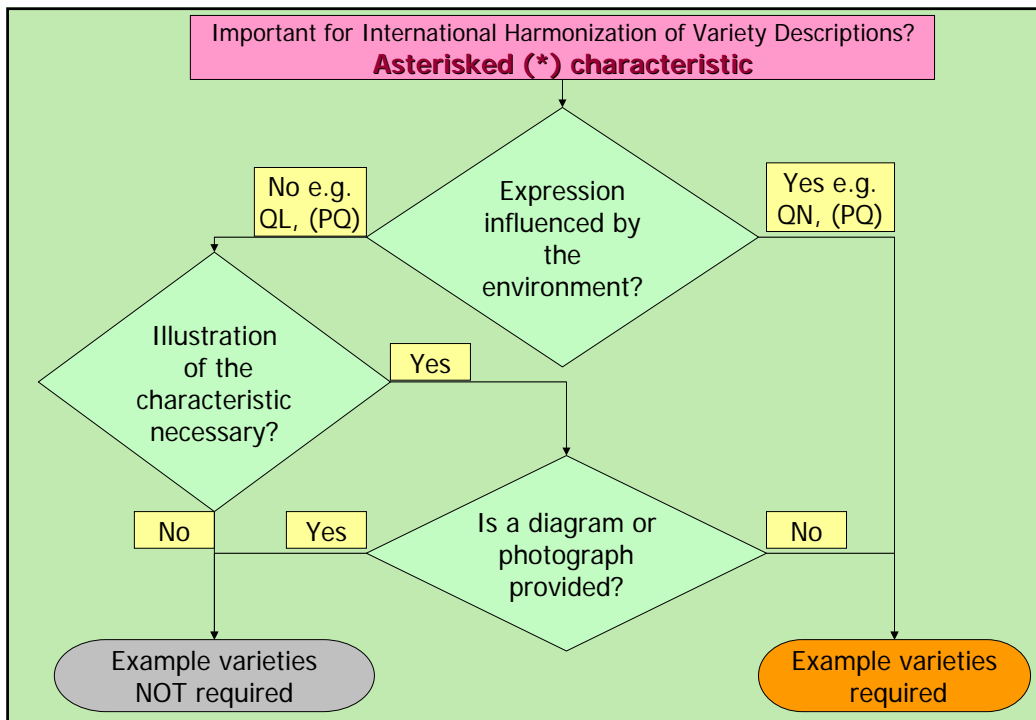 Important for International Harmonization of Variety Descriptions?
Asterisked (*) characteristic
No e.g.
QL, (PQ)
Expression
influenced by
the
environment?
Yes e.g.
QN, (PQ)
Illustration
of the
characteristic
necessary?
Yes
No
Yes
Is a diagram or
photograph
provided?
No
Example varieties
NOT required
Example varieties
required